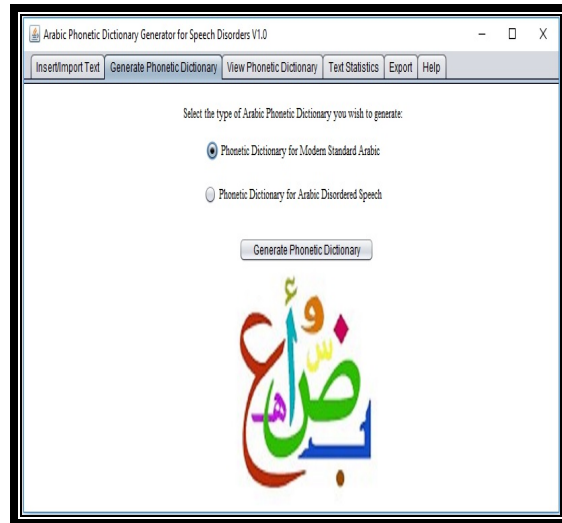 Arabic Phonetic Dictionary Generator for Speech Disorders V1.0
Insert/Import Text Generate Phonetic Dictionary View Phonetic Dictionary Text Statistics Export Help
Select the type of Arabic Phonetic Dictionary you wish to generate:
Phonetic Dictionary for Modern Standard Arabic
Phonetic Dictionary for Arabic Disordered Speech
Generate Phonetic Dictionary